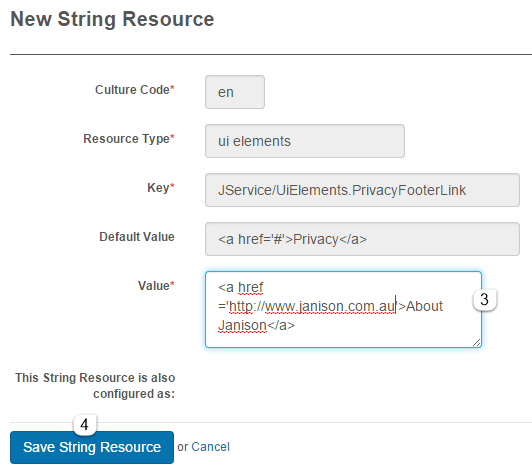 New String Resource
Culture Code* en
Resource Type* ui elements
Key* JService/UiElements.PrivacyFooterLink
Default Value <a href='#'>Privacy</a>
Value* <a href
='http://www.janison.com.au'>About
Janison</a>
3
This String Resource is also
configured as:
4
Save String Resource or Cancel